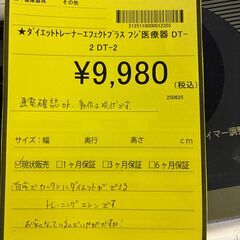 その他
2125110000012355
★ダイエットトレーナーエフェクトプラス フジ医療器 DT-
2 DT-2
¥9,980
(税込)
250625
通電確認ok、動作は現状です。
サイズ：幅 奥行 高さ cm
☑現状販売 □1ヶ月保証 □3ヶ月保証 □6ヶ月保証
自宅でカンタンにダイエットができる
トレーニングマシンです
イマー調整